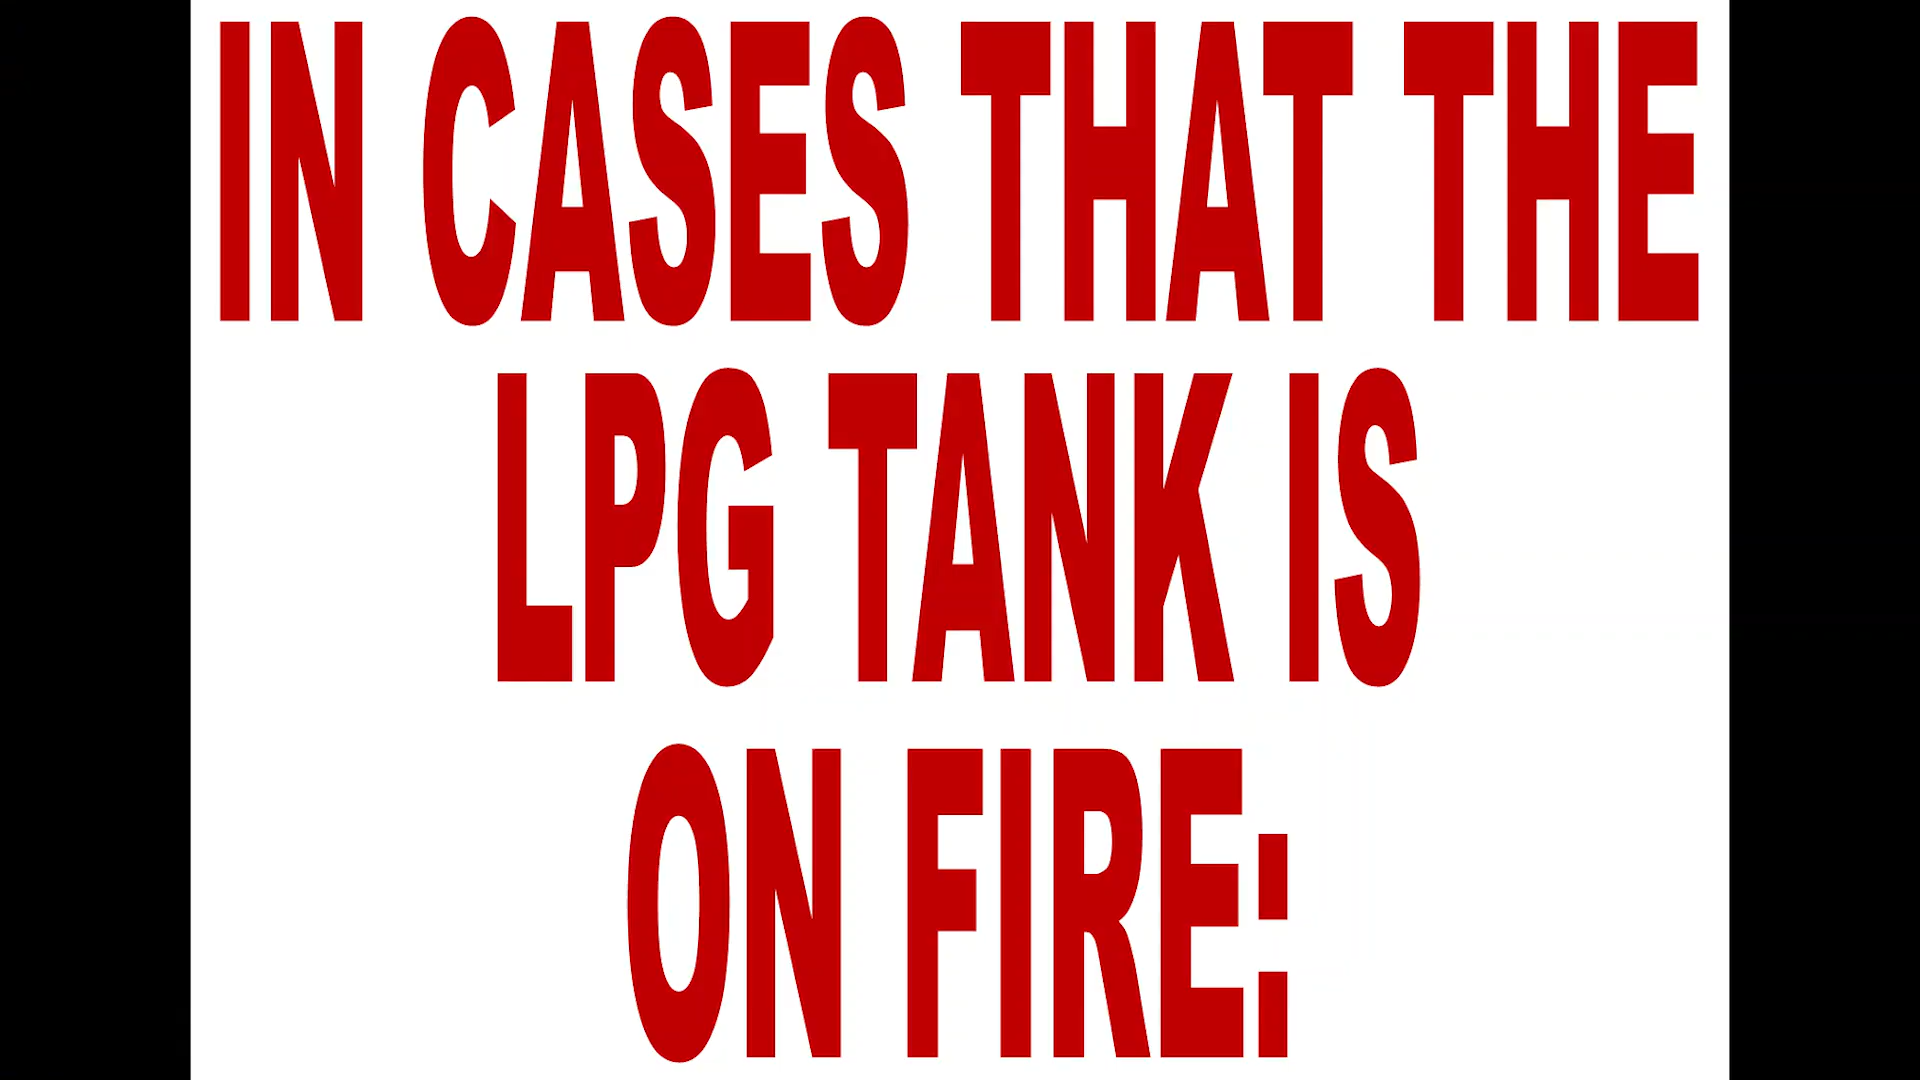 IN CASES THAT THE
LPG TANK IS
ON FIRE: